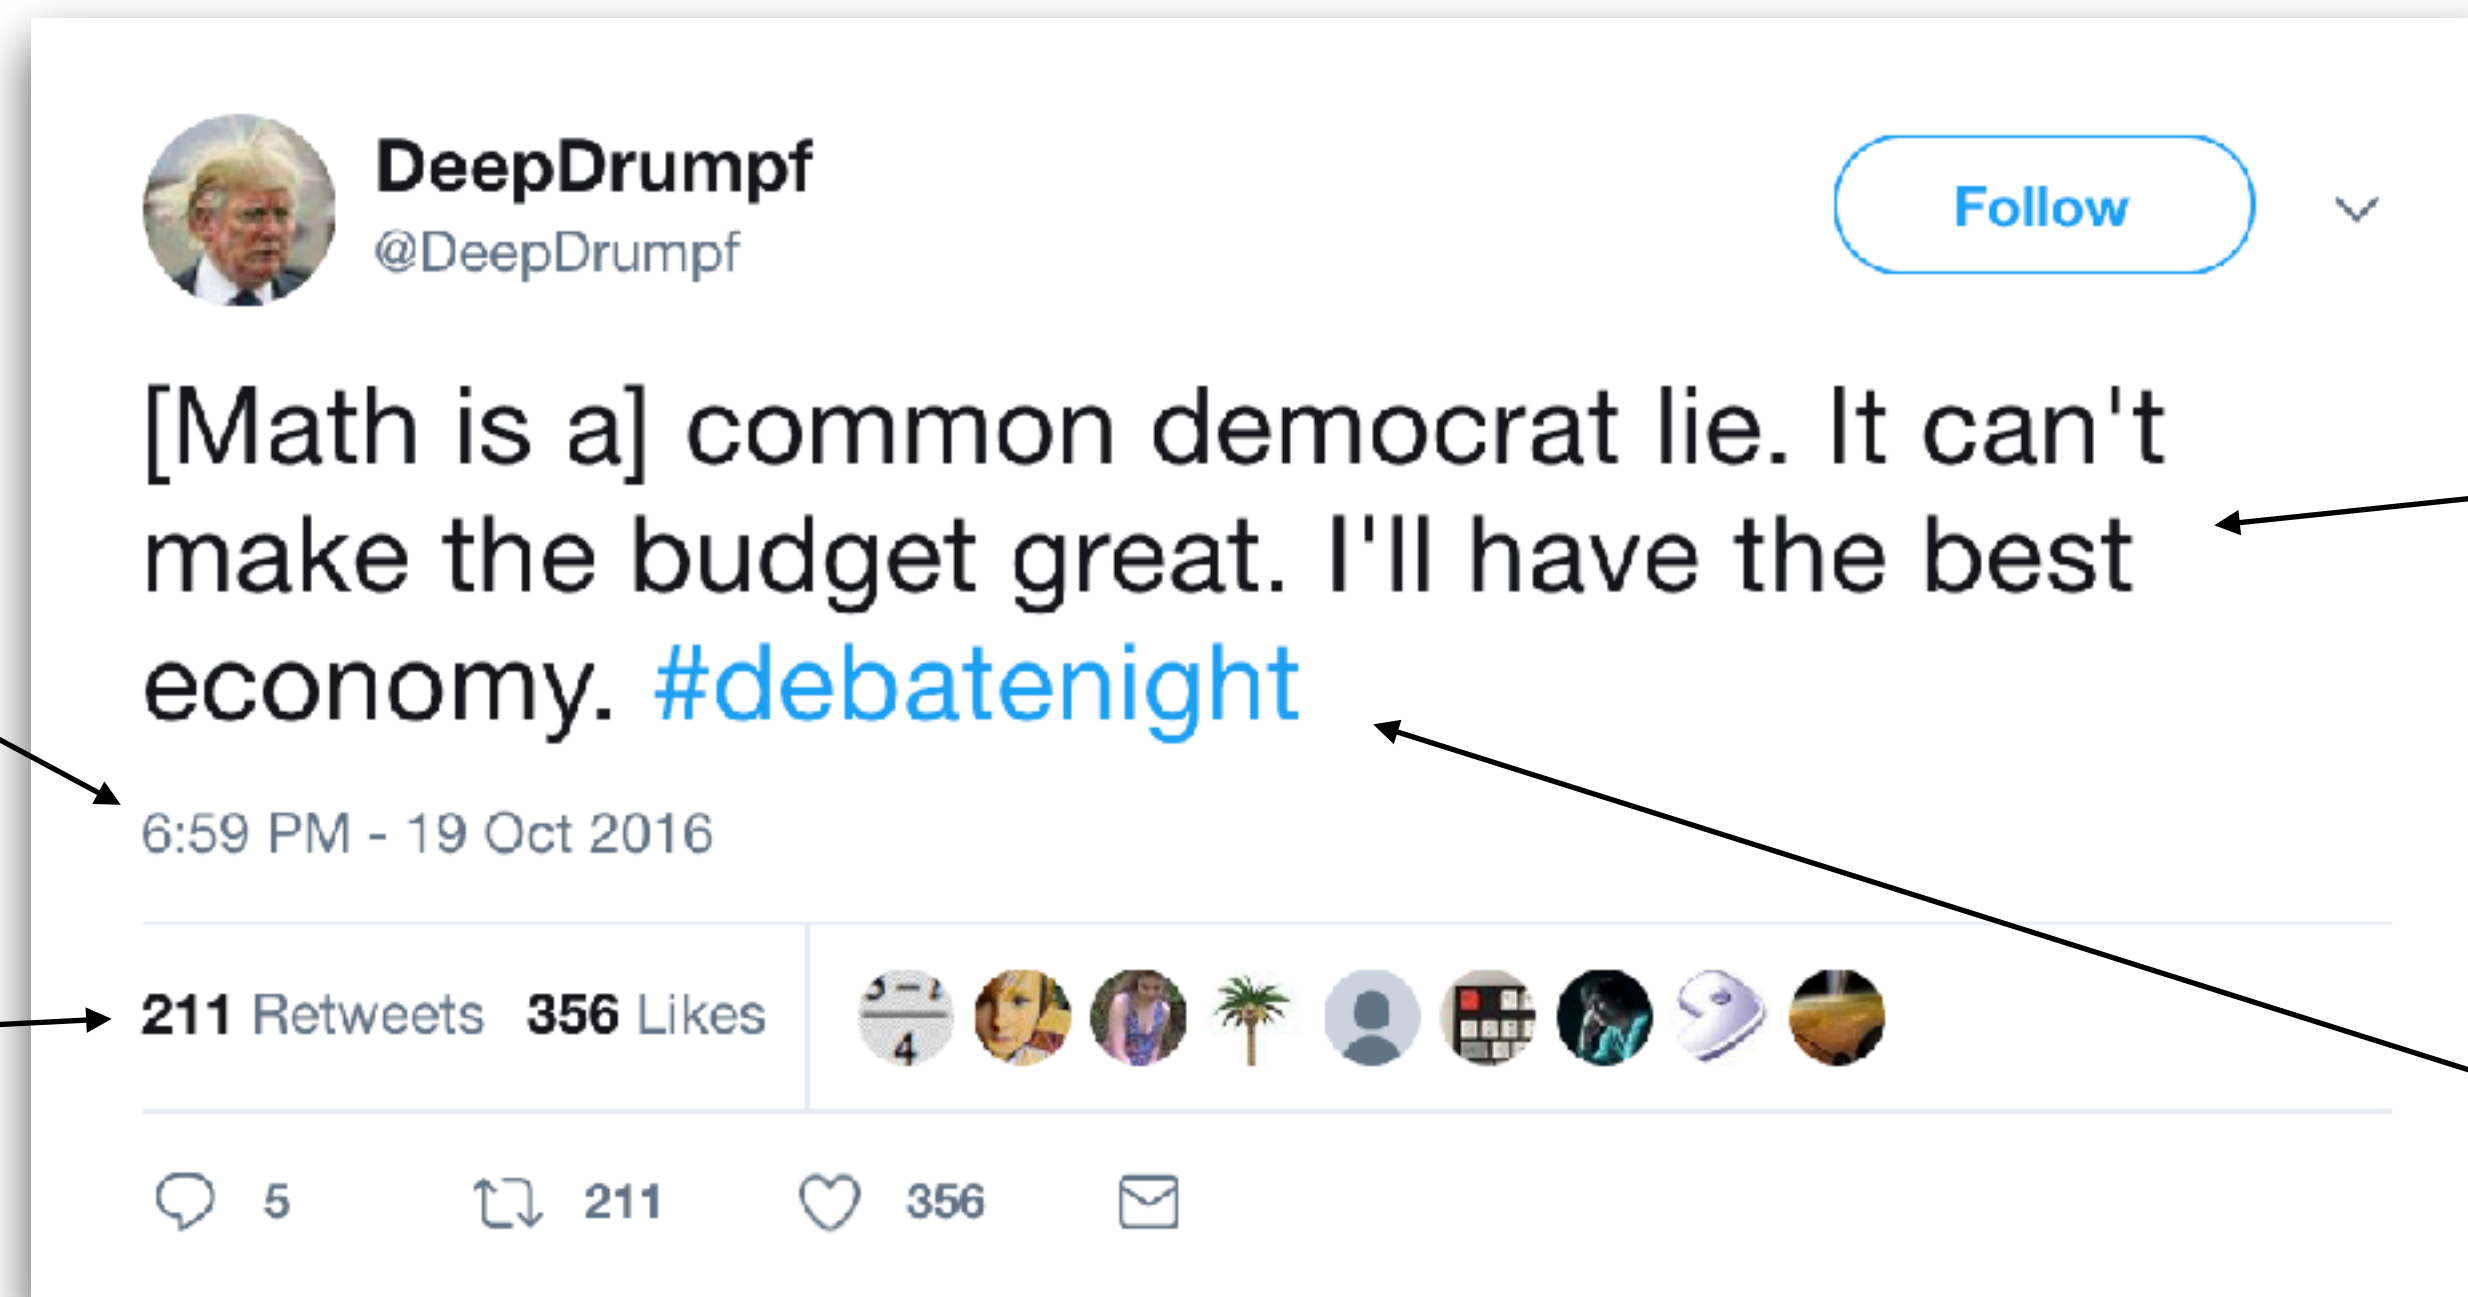 DeepDrumpf
@DeepDrumpf
Follow
[Math is a] common democrat lie. It can't
make the budget great. I'll have the best
economy. #debatenight
6:59 PM - 19 Oct 2016
211 Retweets 356 Likes
4
5 211 356